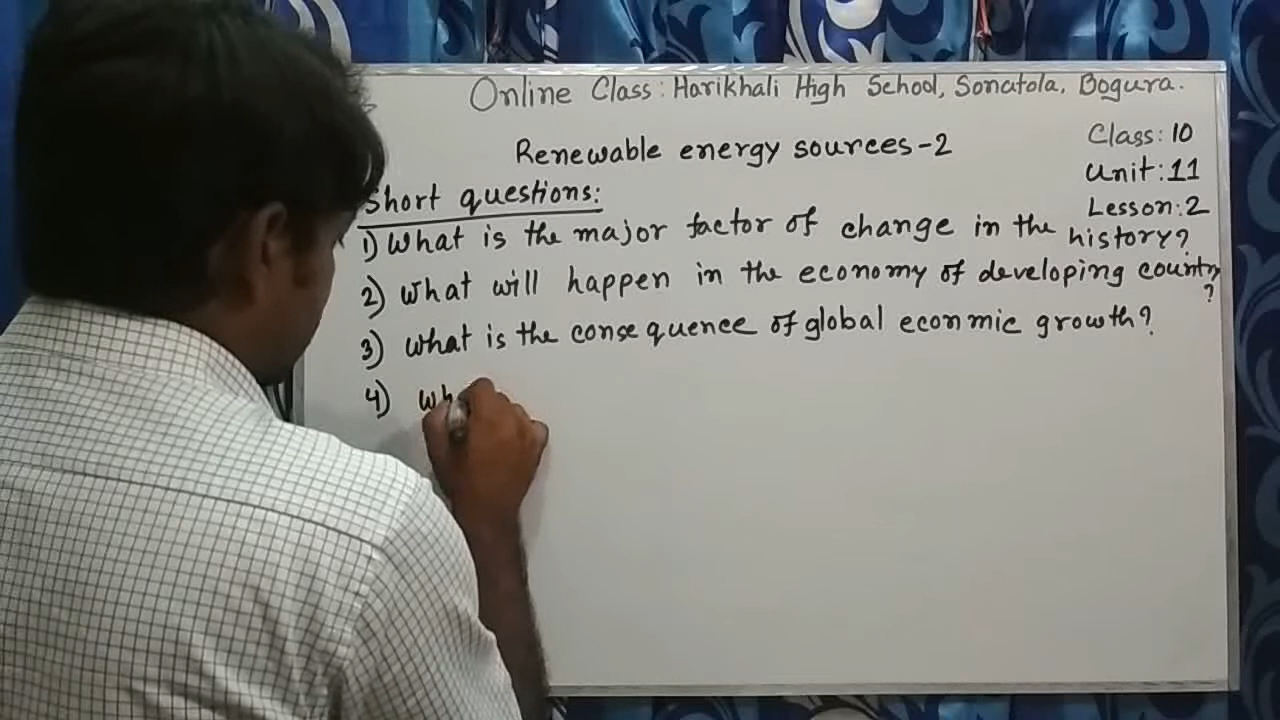 Online Class: Harikhali High School, Sonatola, Bogura.
Renewable energy sources-2
Class: 10
Unit: 11
Lesson: 2
Short questions:
1) What is the major factor of change in the history?
2) What will happen in the economy of developing country?
3) What is the consequence of global econmic growth?
4) Wh